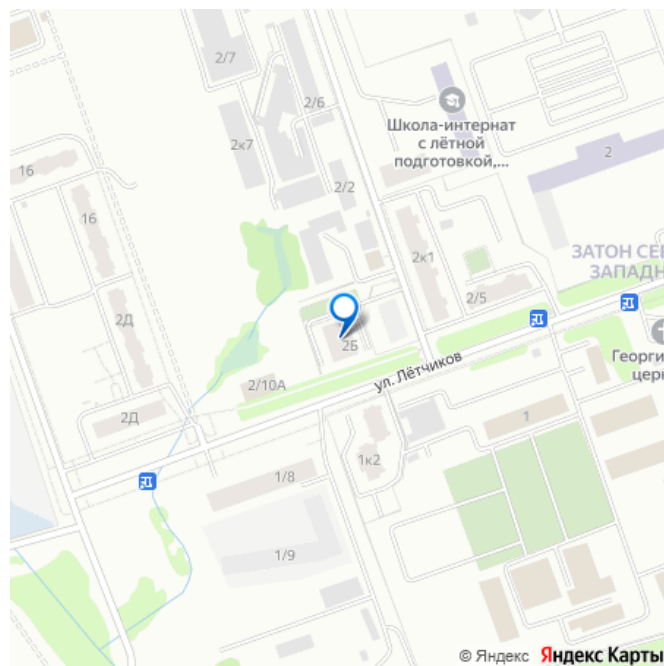 2/7
2/6
2к7
Школа-интернат
с лётной
подготовкой,...
2
16
2/2
16
2к1
ЗАТОН СЕВ
ЗАПАДН
2/5
2Д
2Б
ул. Лётчиков
Георги
церк
2/10А
2Д
1
1к2
1/8
1/9
© Яндекс Яндекс Карты